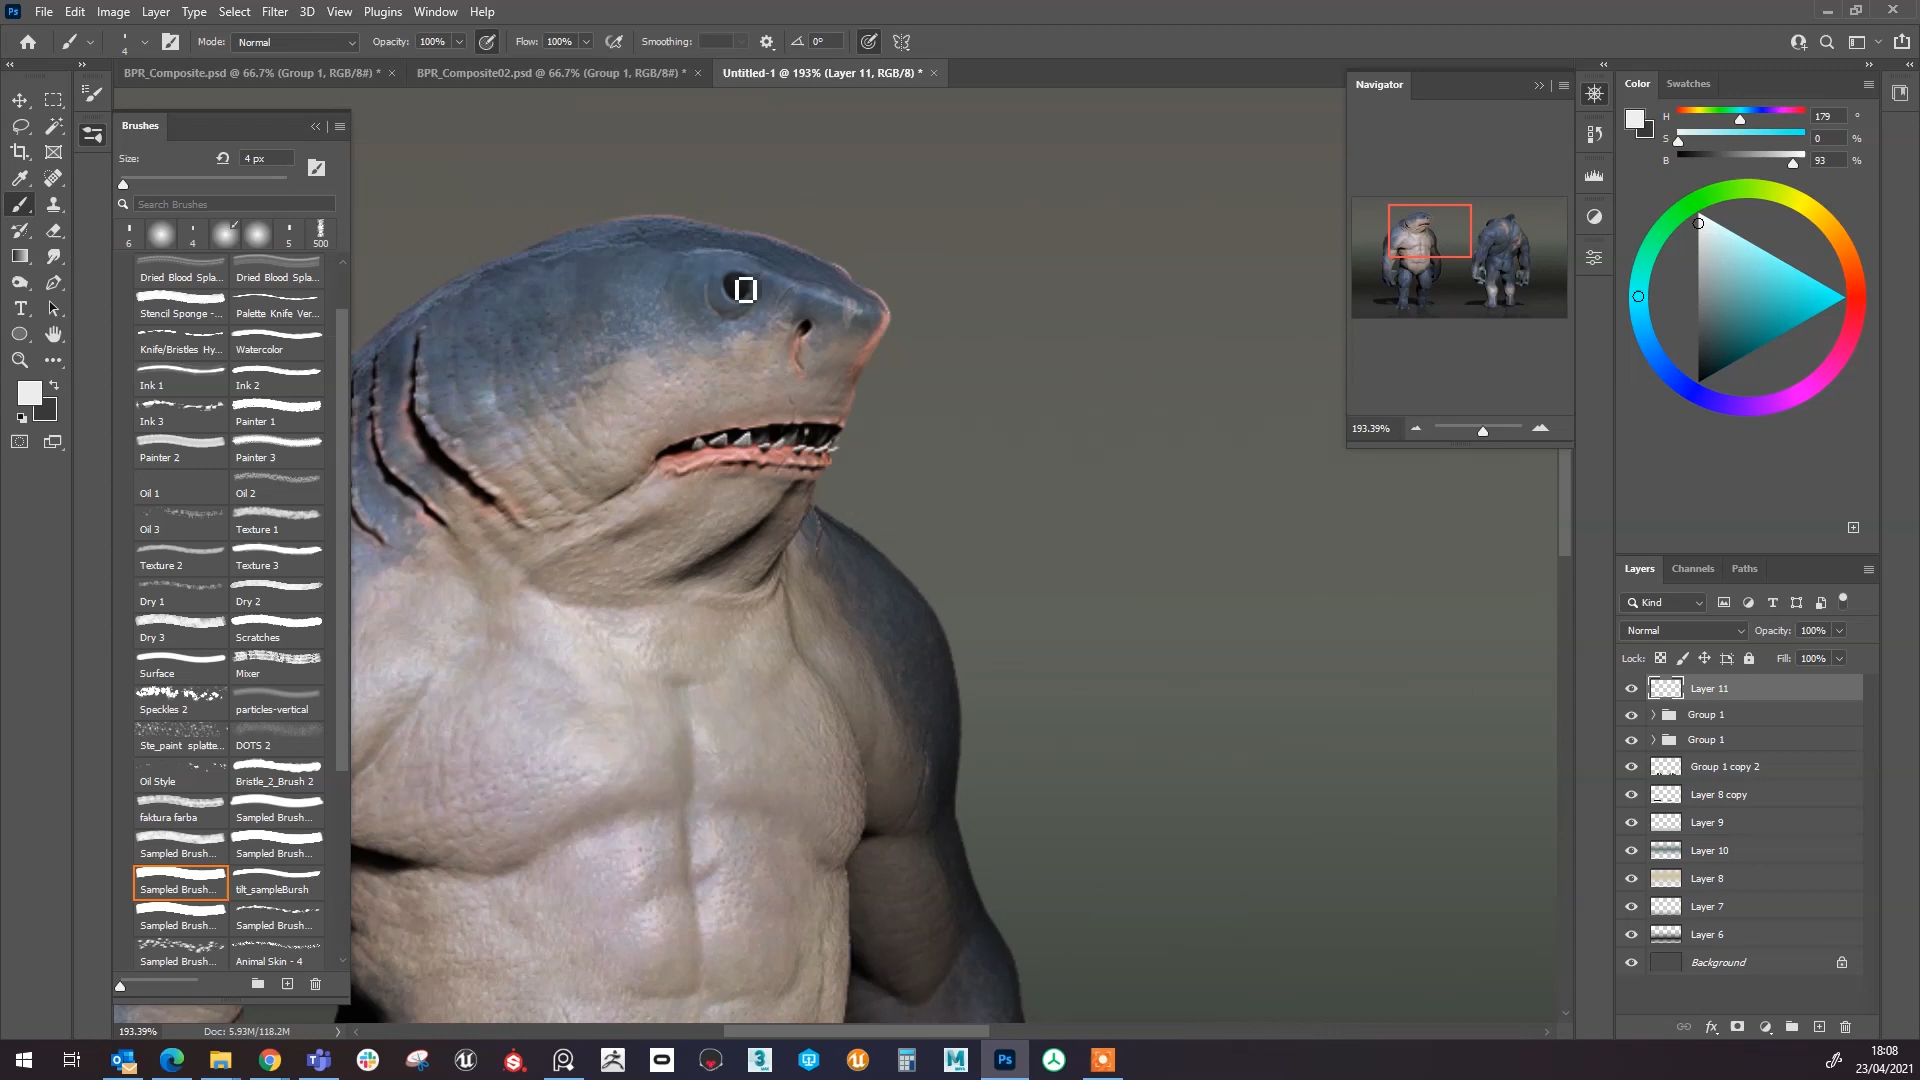 Ps File Edit Image Layer Type Select Filter 3D View Plugins Window Help
4 Mode: Normal Opacity: 100% Flow: 100% Smoothing: 0°
BPR_Composite.psd @ 66.7% (Group 1, RGB/8#) * BPR_Composite02.psd @ 66.7% (Group 1, RGB/8#) * Untitled-1 @ 193% (Layer 11, RGB/8) *
Brushes
Size: 4 px
Search Brushes
6 4 5 500
Dried Blood Spla... Dried Blood Spla...
Stencil Sponge -... Palette Knife Ver...
Knife/Bristles Hy... Watercolor
Ink 1 Ink 2
Ink 3 Painter 1
Painter 2 Painter 3
Oil 1 Oil 2
Oil 3 Texture 1
Texture 2 Texture 3
Dry 1 Dry 2
Dry 3 Scratches
Surface Mixer
Speckles 2 particles-vertical
Ste_paint splatte... DOTS 2
Oil Style Bristle_2_Brush 2
faktura farba Sampled Brush...
Sampled Brush... Sampled Brush...
Sampled Brush... tilt_sampleBursh
Sampled Brush... Sampled Brush...
Sampled Brush... Animal Skin - 4
193.39% Doc: 5.93M/118.2M
Navigator
193.39%
Color Swatches
H 179 °
S 0 %
B 93 %
Layers Channels Paths
Kind
Normal Opacity: 100%
Lock: Fill: 100%
Layer 11
Group 1
Group 1
Group 1 copy 2
Layer 8 copy
Layer 9
Layer 10
Layer 8
Layer 7
Layer 6
Background
fx
Ps
18:08
23/04/2021